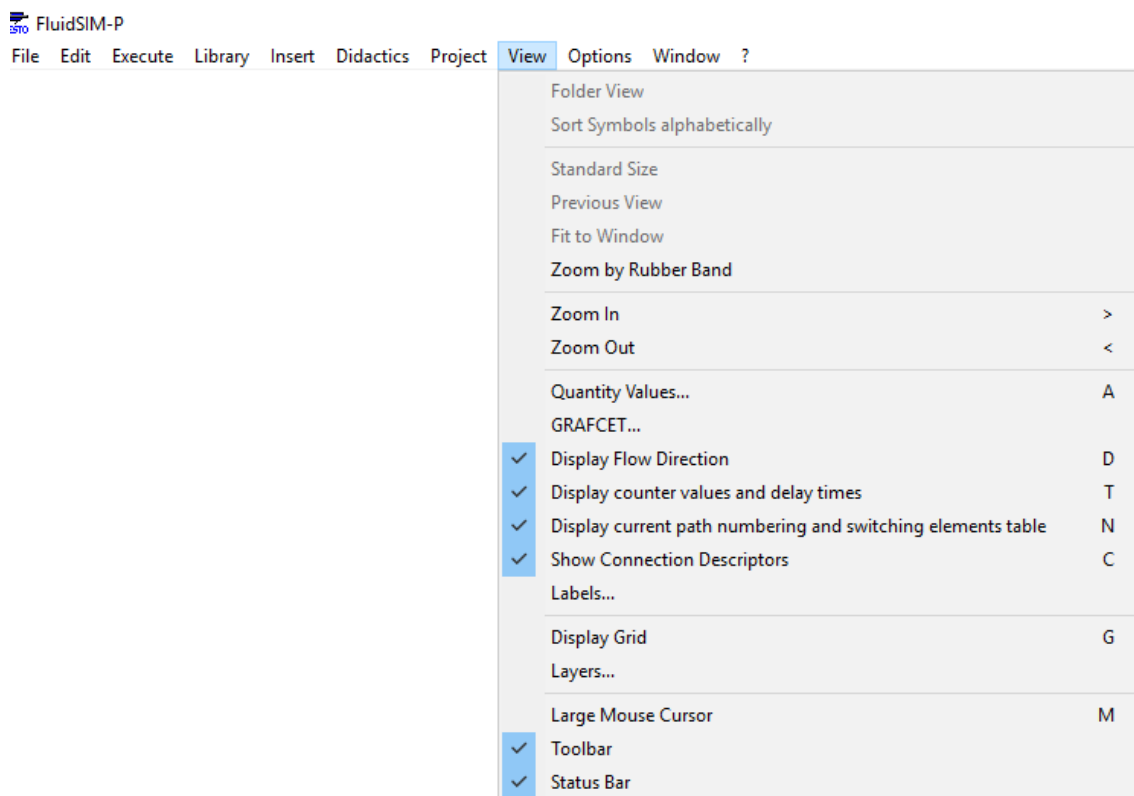 FluidSIM-P
File Edit Execute Library Insert Didactics Project View Options Window ?
Folder View
Sort Symbols alphabetically
Standard Size
Previous View
Fit to Window
Zoom by Rubber Band
Zoom In >
Zoom Out <
Quantity Values... A
GRAFCET...
Display Flow Direction D
Display counter values and delay times T
Display current path numbering and switching elements table N
Show Connection Descriptors C
Labels...
Display Grid G
Layers...
Large Mouse Cursor M
Toolbar
Status Bar